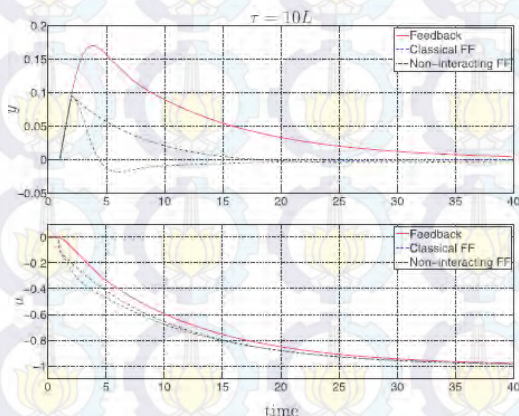 τ = 10L
0.2
0.15
0.1
0.05
0
−0.05
y
Feedback
Classical FF
Non−interacting FF
0 5 10 15 20 25 30 35 40
0
−0.2
−0.4
−0.6
−0.8
−1
u
Feedback
Classical FF
Non−interacting FF
0 5 10 15 20 25 30 35 40
time